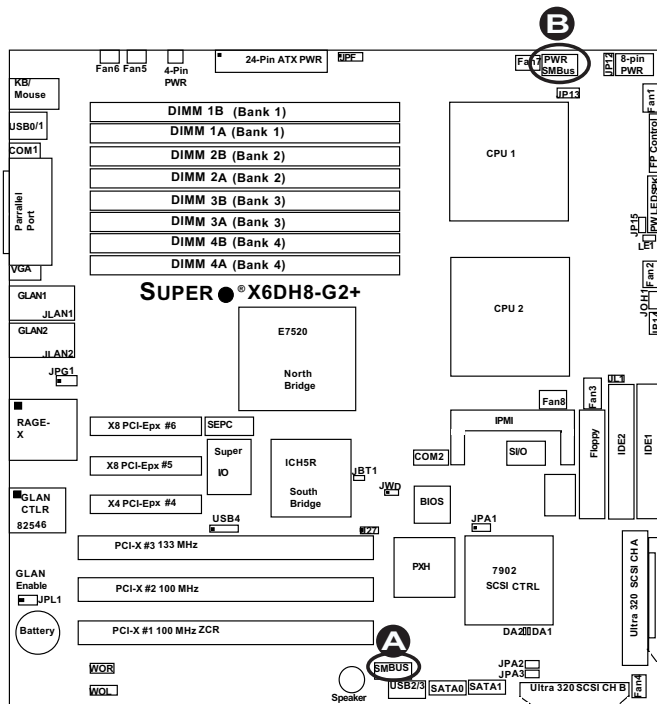 B
Fan6 Fan5 4-Pin PWR
24-Pin ATX PWR
JPF
Fan7
PWR SMBus
JP12
8-pin PWR
JP13
Fan1
KB/ Mouse
USB0/1
COM1
Parrallel Port
VGA
DIMM 1B (Bank 1)
DIMM 1A (Bank 1)
DIMM 2B (Bank 2)
DIMM 2A (Bank 2)
DIMM 3B (Bank 3)
DIMM 3A (Bank 3)
DIMM 4B (Bank 4)
DIMM 4A (Bank 4)
CPU 1
FP Control
PW LED SPK
JP15
LE1
Fan2
JOH1
JP14
SUPER ® X6DH8-G2+
GLAN1
JLAN1
GLAN2
JLAN2
JPG1
E7520
North Bridge
CPU 2
JL1
Fan3
Fan8
IPMI
Floppy
IDE2
IDE1
RAGE-X
X8 PCI-Epx #6
SEPC
X8 PCI-Epx #5
Super I/O
ICH5R
South Bridge
COM2
SI/O
JBT1
JWD
BIOS
X4 PCI-Epx #4
GLAN CTLR
82546
USB4
J27
JPA1
PCI-X #3 133 MHz
PXH
7902 SCSI CTRL
GLAN Enable
JPL1
PCI-X #2 100 MHz
Ultra 320 SCSI CH A
Battery
PCI-X #1 100 MHz ZCR
DA2
DA1
A
WOR
WOL
SMBUS
Speaker
USB2/3
SATA0
SATA1
JPA2
JPA3
Ultra 320 SCSI CH B
Fan4